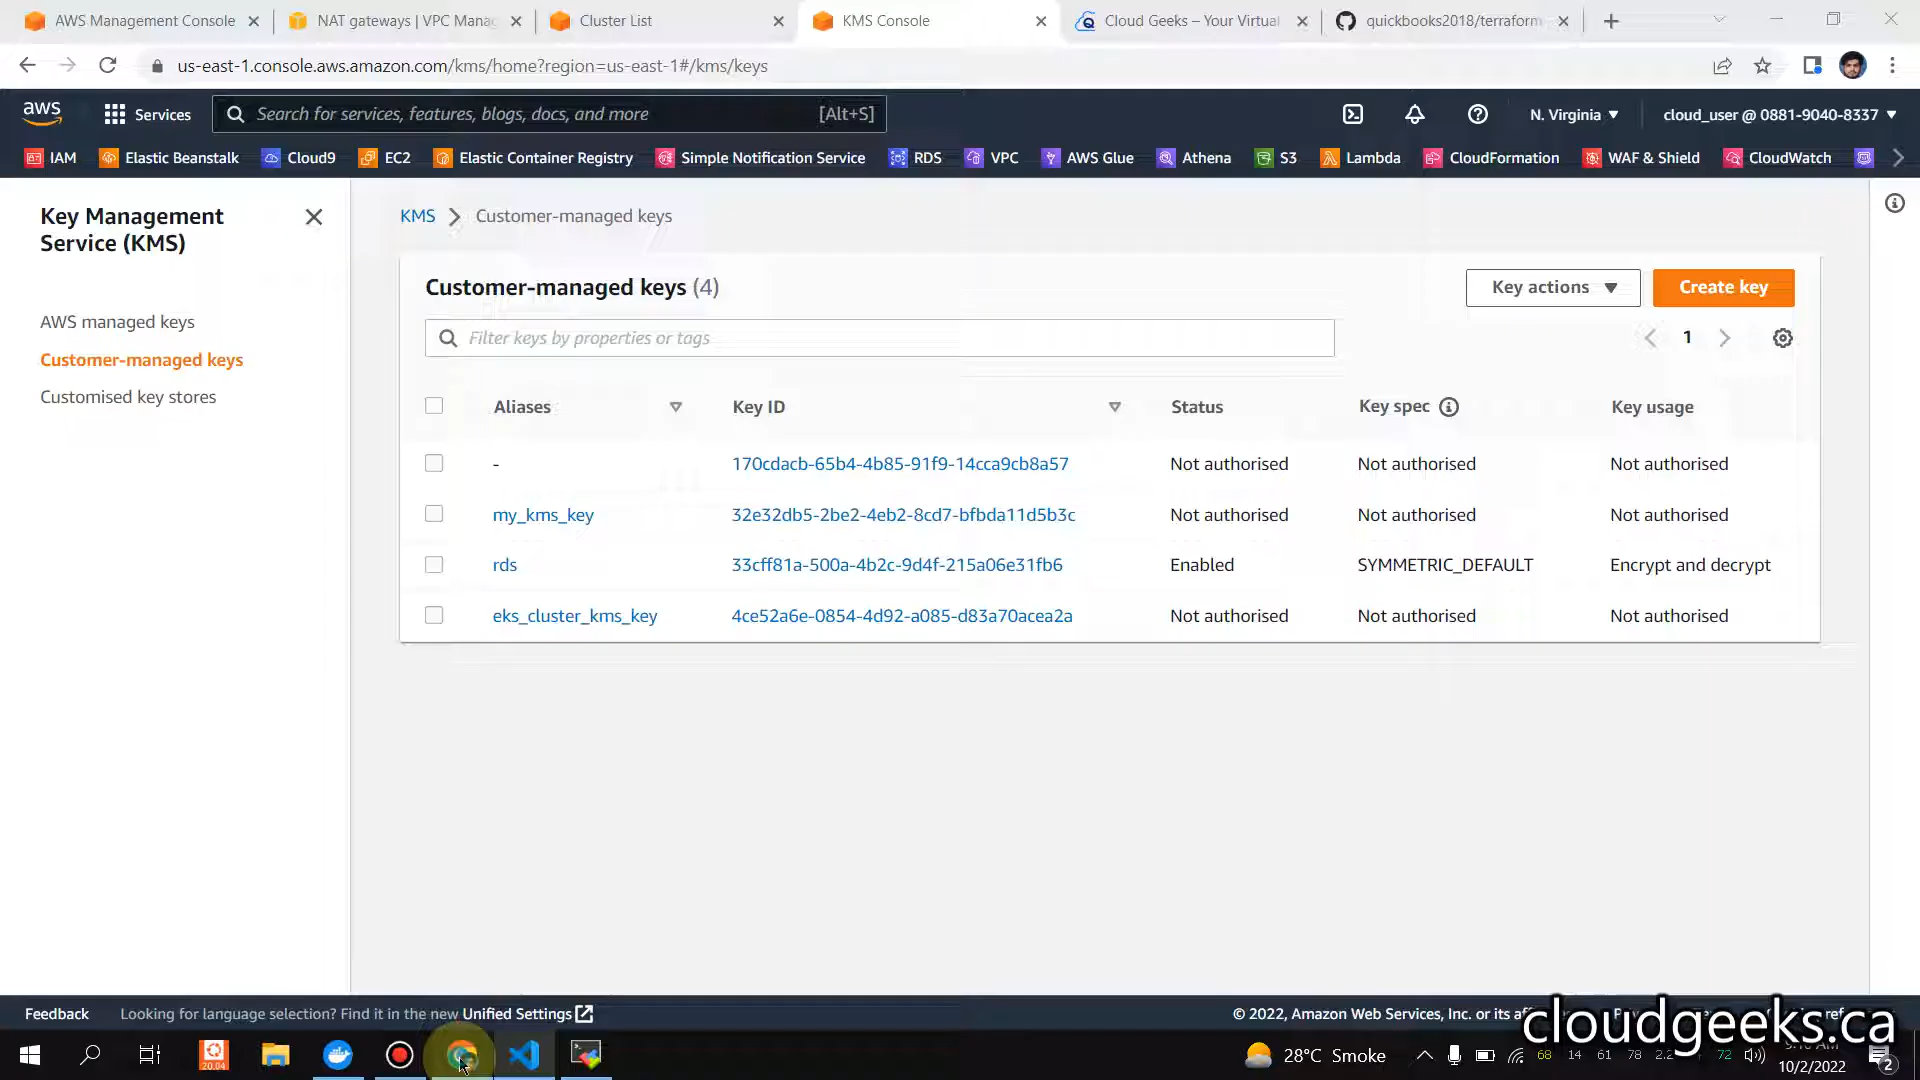 AWS Management Console
NAT gateways | VPC Mana
Cluster List
KMS Console
Cloud Geeks – Your Virtual
quickbooks2018/terraform
us-east-1.console.aws.amazon.com/kms/home?region=us-east-1#/kms/keys
aws
Services
Search for services, features, blogs, docs, and more
[Alt+S]
N. Virginia
cloud_user @ 0881-9040-8337
IAM
Elastic Beanstalk
Cloud9
EC2
Elastic Container Registry
Simple Notification Service
RDS
VPC
AWS Glue
Athena
S3
Lambda
CloudFormation
WAF & Shield
CloudWatch
Key Management
Service (KMS)
AWS managed keys
Customer-managed keys
Customised key stores
KMS
Customer-managed keys
Customer-managed keys (4)
Key actions
Create key
Filter keys by properties or tags
1
Aliases
Key ID
Status
Key spec
Key usage
-
170cdacb-65b4-4b85-91f9-14cca9cb8a57
Not authorised
Not authorised
Not authorised
my_kms_key
32e32db5-2be2-4eb2-8cd7-bfbda11d5b3c
Not authorised
Not authorised
Not authorised
rds
33cff81a-500a-4b2c-9d4f-215a06e31fb6
Enabled
SYMMETRIC_DEFAULT
Encrypt and decrypt
eks_cluster_kms_key
4ce52a6e-0854-4d92-a085-d83a70acea2a
Not authorised
Not authorised
Not authorised
Feedback
Looking for language selection? Find it in the new Unified Settings
© 2022, Amazon Web Services, Inc. or its
cloudgeeks.ca
20.04
28°C Smoke
68
14
61
78
72
10/2/2022
2